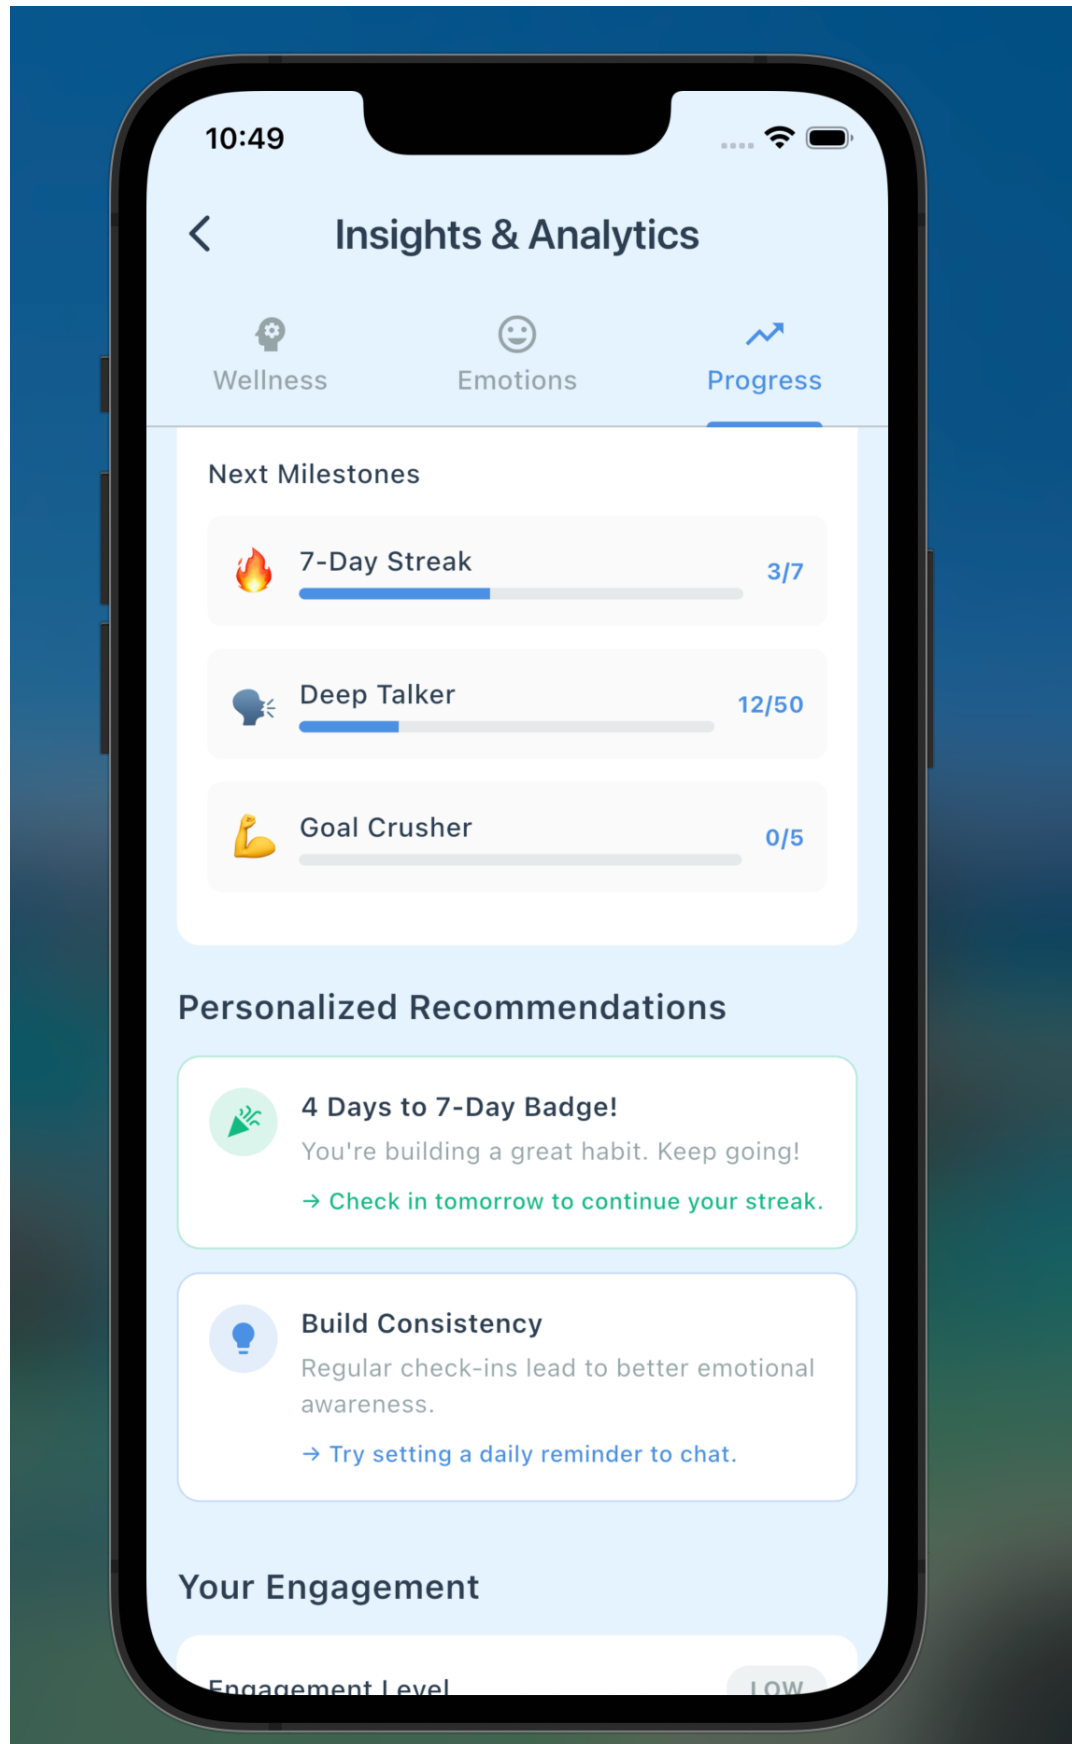 10:49
Insights & Analytics
Wellness
Emotions
Progress
Next Milestones
7-Day Streak
3/7
Deep Talker
12/50
Goal Crusher
0/5
Personalized Recommendations
4 Days to 7-Day Badge!
You're building a great habit. Keep going!
→ Check in tomorrow to continue your streak.
Build Consistency
Regular check-ins lead to better emotional
awareness.
→ Try setting a daily reminder to chat.
Your Engagement
Engagement Level
LOW